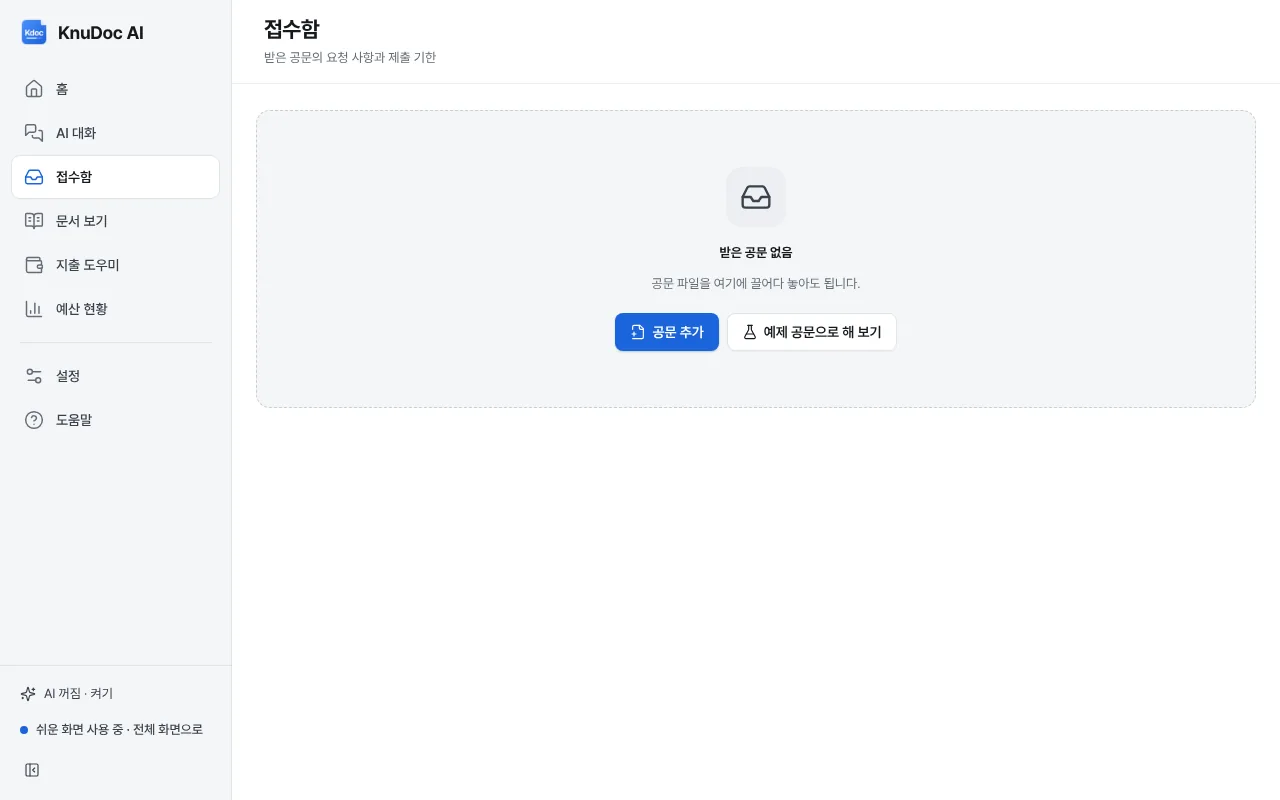 Kdoc
KnuDoc AI
홈
AI 대화
접수함
문서 보기
지출 도우미
예산 현황
설정
도움말
AI 꺼짐 · 켜기
쉬운 화면 사용 중 · 전체 화면으로
접수함
받은 공문의 요청 사항과 제출 기한
받은 공문 없음
공문 파일을 여기에 끌어다 놓아도 됩니다.
공문 추가
예제 공문으로 해 보기